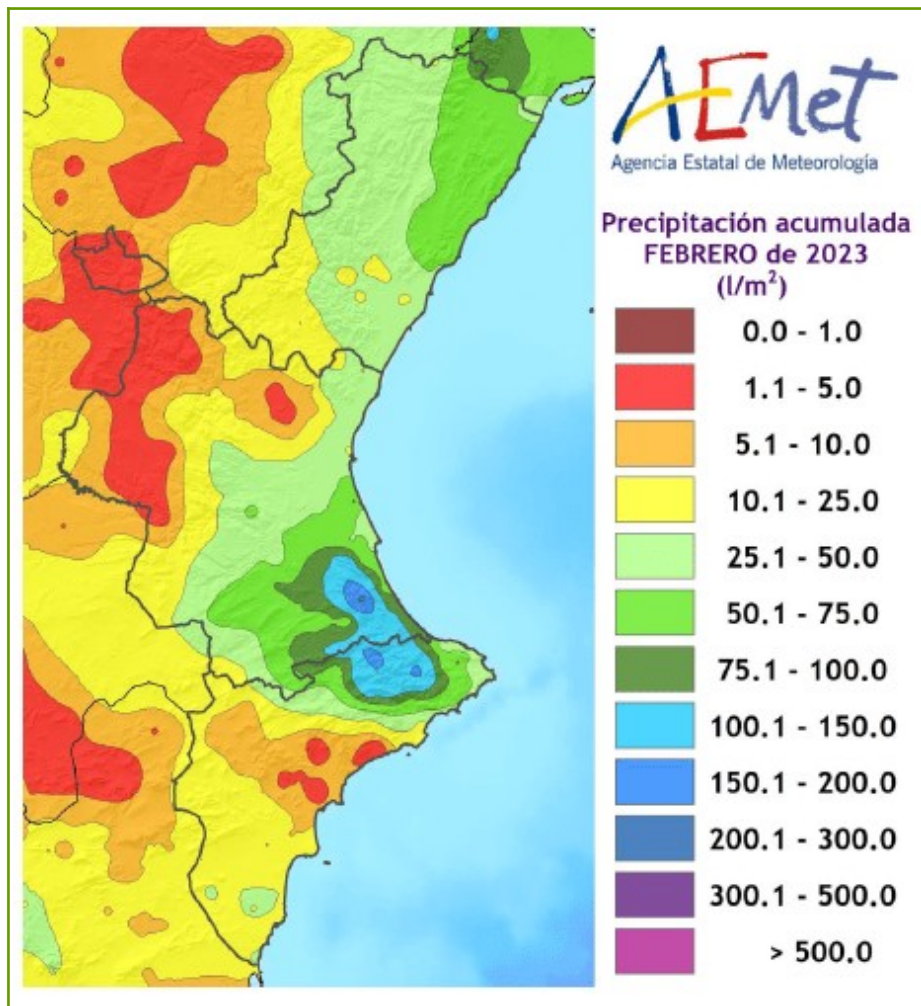 AEMet
Agencia Estatal de Meteorología
Precipitación acumulada
FEBRERO de 2023
(l/m²)
0.0 - 1.0
1.1 - 5.0
5.1 - 10.0
10.1 - 25.0
25.1 - 50.0
50.1 - 75.0
75.1 - 100.0
100.1 - 150.0
150.1 - 200.0
200.1 - 300.0
300.1 - 500.0
> 500.0